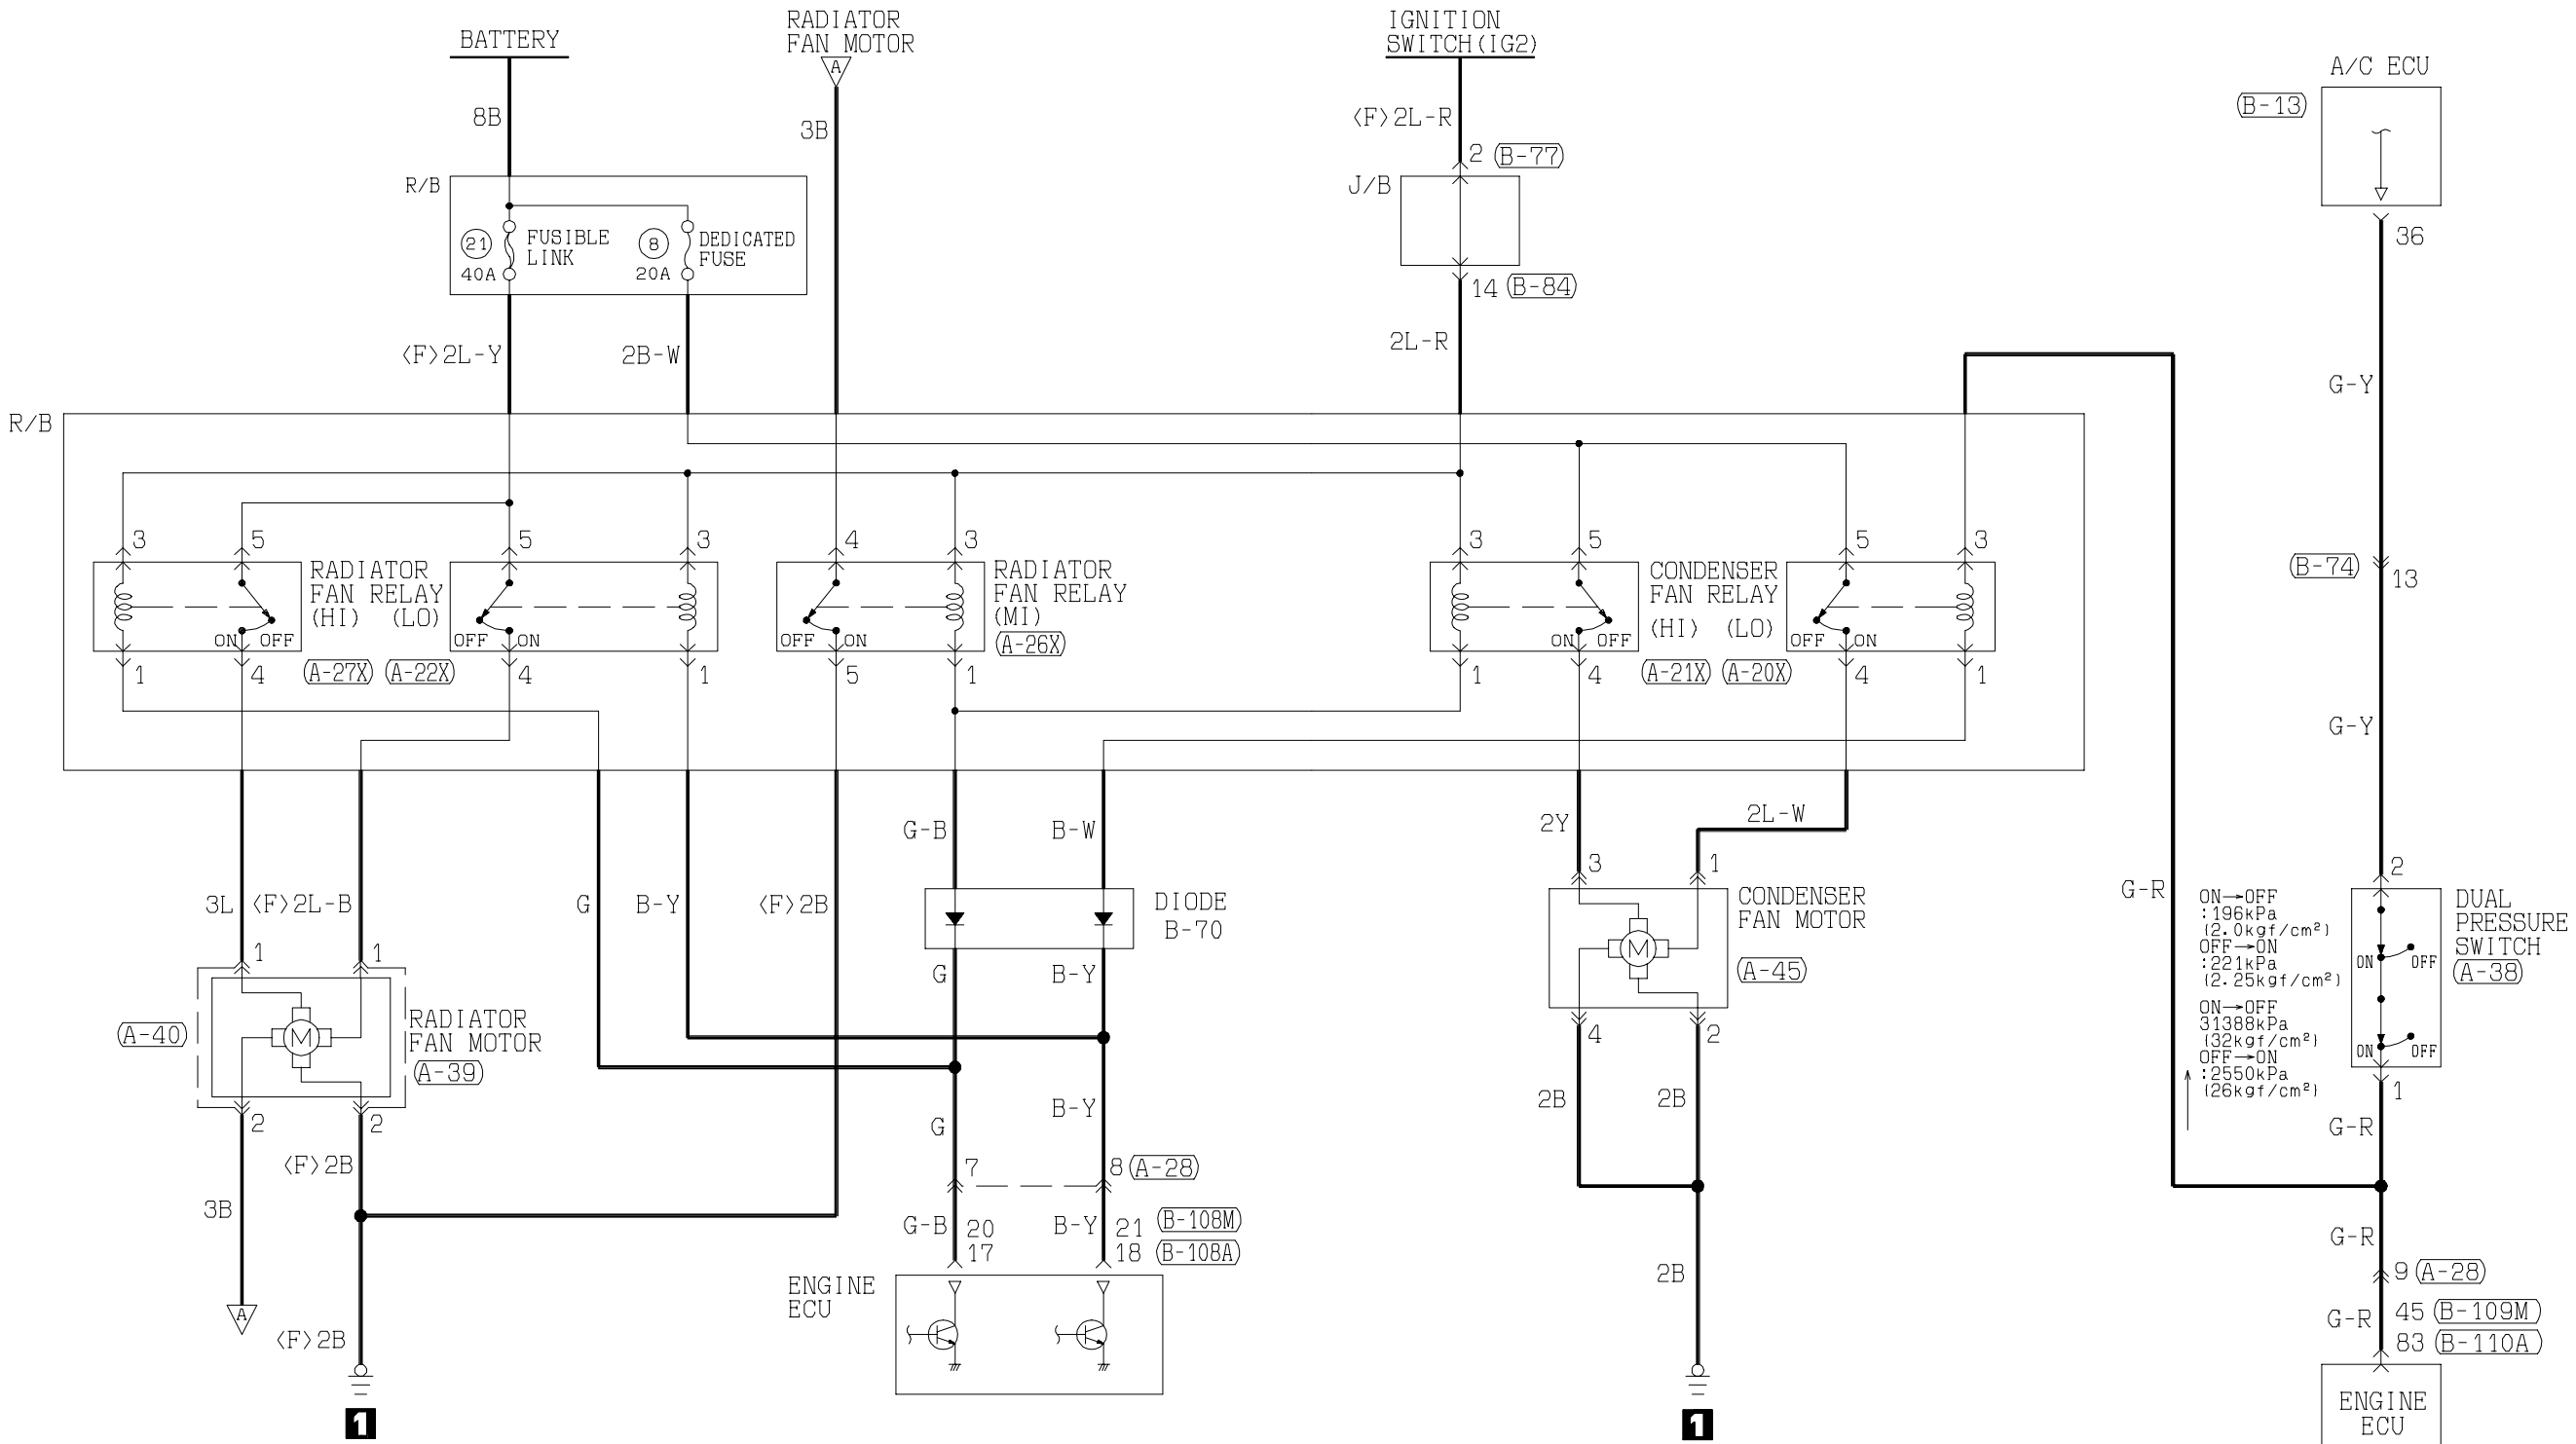 BATTERY
RADIATOR
FAN MOTOR
A
IGNITION
SWITCH(IG2)
A/C ECU
(B-13)
8B
3B
<F>2L-R
2 (B-77)
R/B
J/B
21
FUSIBLE
LINK
40A
8
DEDICATED
FUSE
20A
36
14 (B-84)
<F>2L-Y
2B-W
2L-R
G-Y
R/B
3 5 5 3 4 3 3 5 5 3
RADIATOR
FAN RELAY
(HI) (LO)
RADIATOR
FAN RELAY
(MI)
(A-26X)
CONDENSER
FAN RELAY
(HI) (LO)
(B-74)
13
ON OFF OFF ON OFF ON ON OFF OFF ON
1 4 (A-27X) (A-22X) 4 1 5 1 1 4 (A-21X) (A-20X) 4 1
G-Y
G-B
B-W
2Y
2L-W
3 1
2
3L <F>2L-B
G
B-Y
<F>2B
DIODE
B-70
CONDENSER
FAN MOTOR
M
(A-45)
G-R
ON→OFF
:196kPa
(2.0kgf/cm²)
OFF→ON
:221kPa
(2.25kgf/cm²)
ON→OFF
31388kPa
(32kgf/cm²)
OFF→ON
:2550kPa
(26kgf/cm²)
DUAL
PRESSURE
SWITCH
(A-38)
ON OFF
ON OFF
1 1
G
B-Y
(A-40)
M
RADIATOR
FAN MOTOR
(A-39)
4 2
1
2 2
2B
2B
B-Y
G
G-R
<F>2B
7
8 (A-28)
3B
G-B
20
17
B-Y
21 (B-108M)
18 (B-108A)
G-R
2B
9 (A-28)
ENGINE
ECU
A
<F>2B
G-R
45 (B-109M)
83 (B-110A)
1
1
ENGINE
ECU